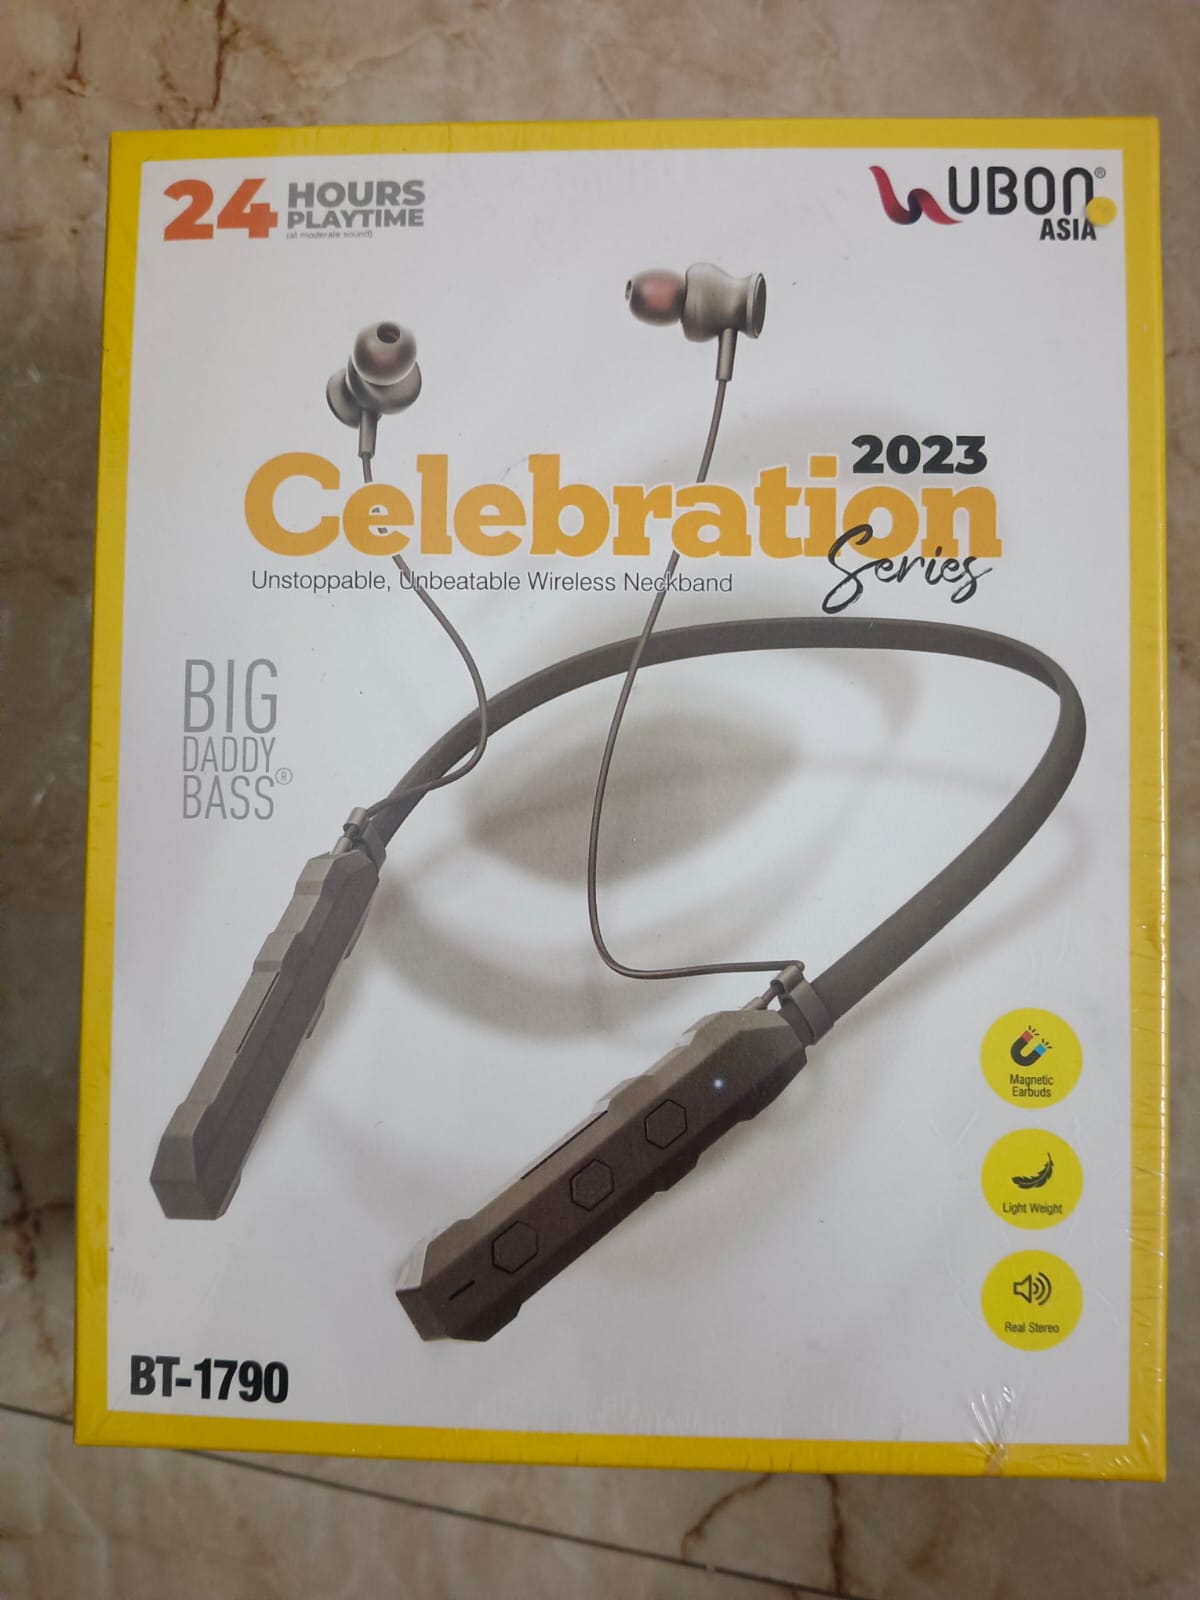 24 HOURS
PLAYTIME
(at moderate sound)
UBON®
ASIA
2023
Celebration
Series
Unstoppable, Unbeatable Wireless Neckband
BIG
DADDY
BASS®
Magnetic
Earbuds
Light Weight
Real Stereo
BT-1790